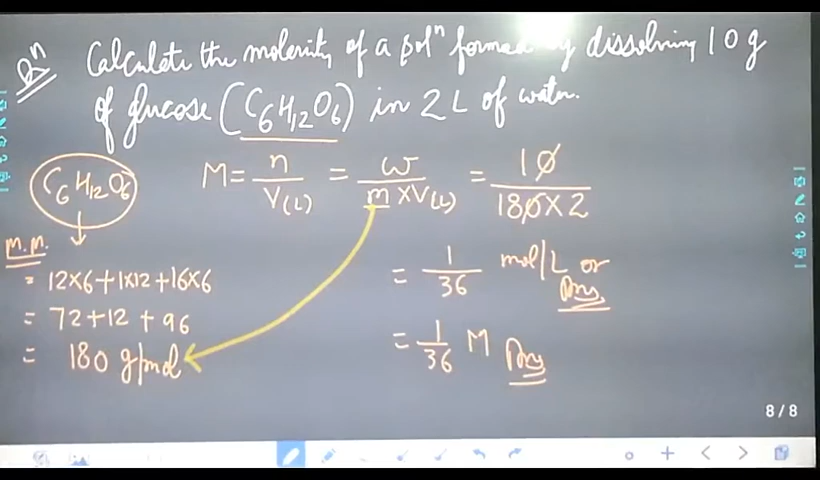 Qn Calculate the molarity of a soln formed by dissolving 10 g
of glucose (C6H12O6) in 2 L of water.
C6H12O6
M = n / V(L) = w / m × V(L) = 10 / 180 × 2
M.M.
= 12×6 + 1×12 + 16×6
= 72 + 12 + 96
= 180 g/mol
= 1/36 mol/L or Ans
= 1/36 M Ans
8/8